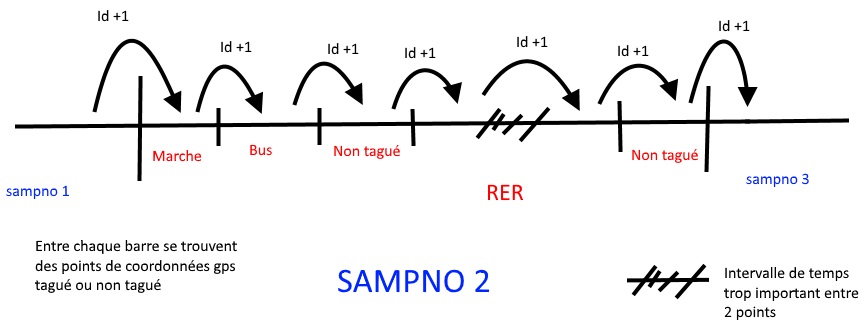 Id +1
Id +1
Id +1
Id +1
Id +1
Id +1
Id +1
Marche
Bus
Non tagué
Non tagué
sampno 1
RER
sampno 3
Entre chaque barre se trouvent
des points de coordonnées gps
tagué ou non tagué
SAMPNO 2
Intervalle de temps
trop important entre
2 points